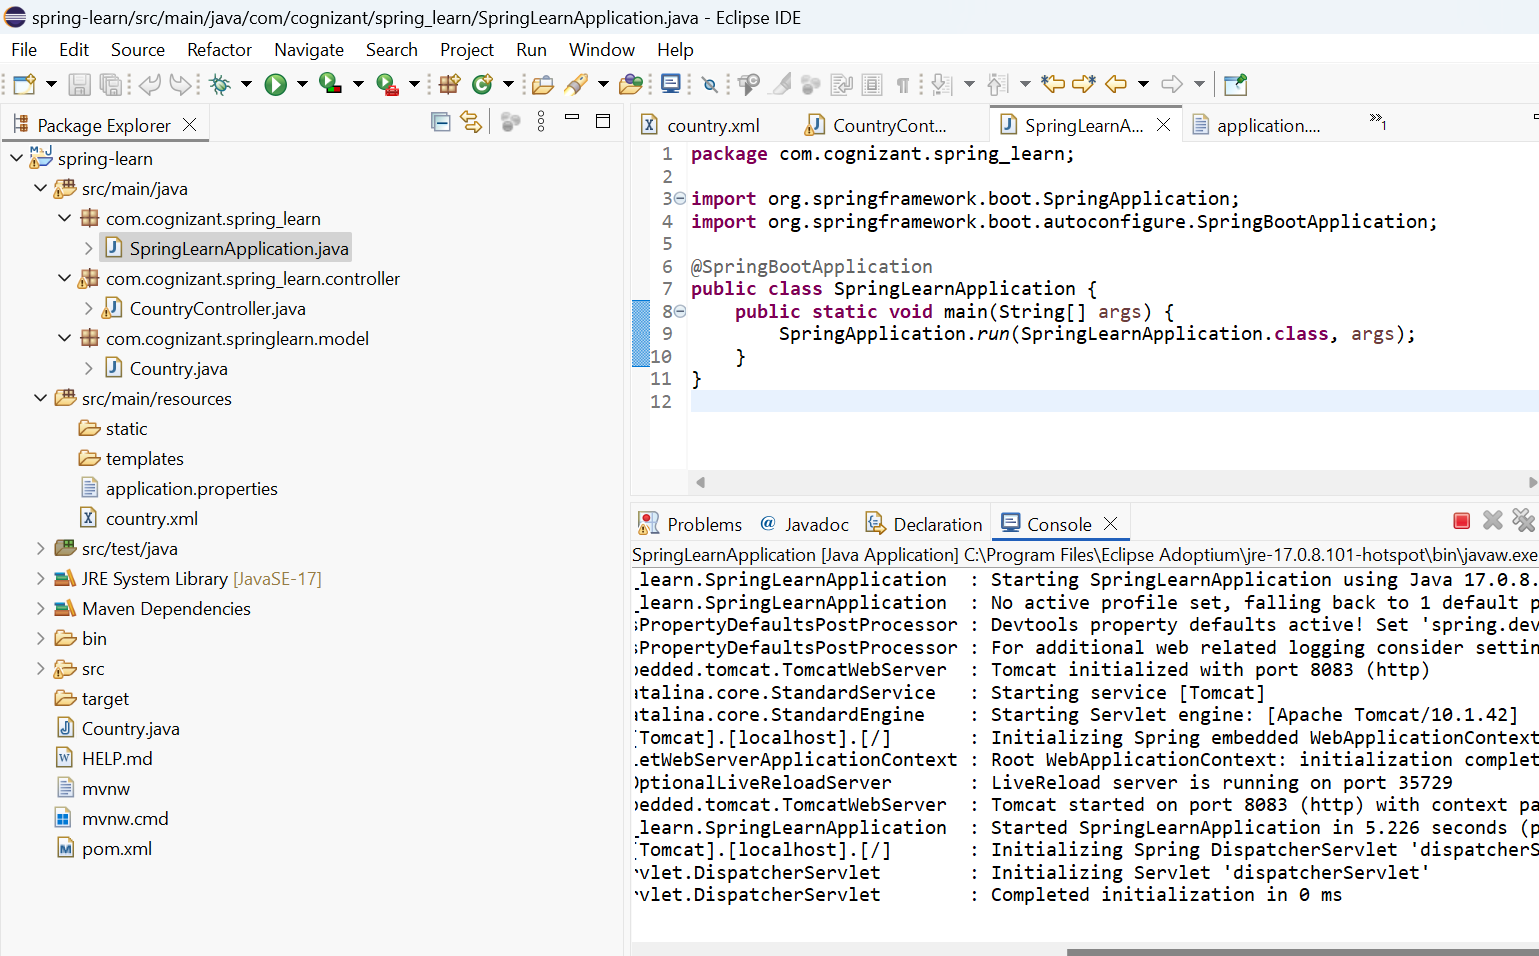 spring-learn/src/main/java/com/cognizant/spring_learn/SpringLearnApplication.java - Eclipse IDE
File Edit Source Refactor Navigate Search Project Run Window Help
Package Explorer
spring-learn
src/main/java
com.cognizant.spring_learn
SpringLearnApplication.java
com.cognizant.spring_learn.controller
CountryController.java
com.cognizant.springlearn.model
Country.java
src/main/resources
static
templates
application.properties
country.xml
src/test/java
JRE System Library [JavaSE-17]
Maven Dependencies
bin
src
target
Country.java
HELP.md
mvnw
mvnw.cmd
pom.xml
country.xml CountryCont... SpringLearnA... application.... »1
1 package com.cognizant.spring_learn;
2
3 import org.springframework.boot.SpringApplication;
4 import org.springframework.boot.autoconfigure.SpringBootApplication;
5
6 @SpringBootApplication
7 public class SpringLearnApplication {
8 public static void main(String[] args) {
9 SpringApplication.run(SpringLearnApplication.class, args);
10 }
11 }
12
Problems @ Javadoc Declaration Console
SpringLearnApplication [Java Application] C:\Program Files\Eclipse Adoptium\jre-17.0.8.101-hotspot\bin\javaw.exe
_learn.SpringLearnApplication : Starting SpringLearnApplication using Java 17.0.8.
_learn.SpringLearnApplication : No active profile set, falling back to 1 default p
sPropertyDefaultsPostProcessor : Devtools property defaults active! Set 'spring.dev
sPropertyDefaultsPostProcessor : For additional web related logging consider settin
bedded.tomcat.TomcatWebServer : Tomcat initialized with port 8083 (http)
atalina.core.StandardService : Starting service [Tomcat]
atalina.core.StandardEngine : Starting Servlet engine: [Apache Tomcat/10.1.42]
[Tomcat].[localhost].[/] : Initializing Spring embedded WebApplicationContext
letWebServerApplicationContext : Root WebApplicationContext: initialization complet
OptionalLiveReloadServer : LiveReload server is running on port 35729
bedded.tomcat.TomcatWebServer : Tomcat started on port 8083 (http) with context pa
_learn.SpringLearnApplication : Started SpringLearnApplication in 5.226 seconds (p
[Tomcat].[localhost].[/] : Initializing Spring DispatcherServlet 'dispatcherS
rvlet.DispatcherServlet : Initializing Servlet 'dispatcherServlet'
rvlet.DispatcherServlet : Completed initialization in 0 ms